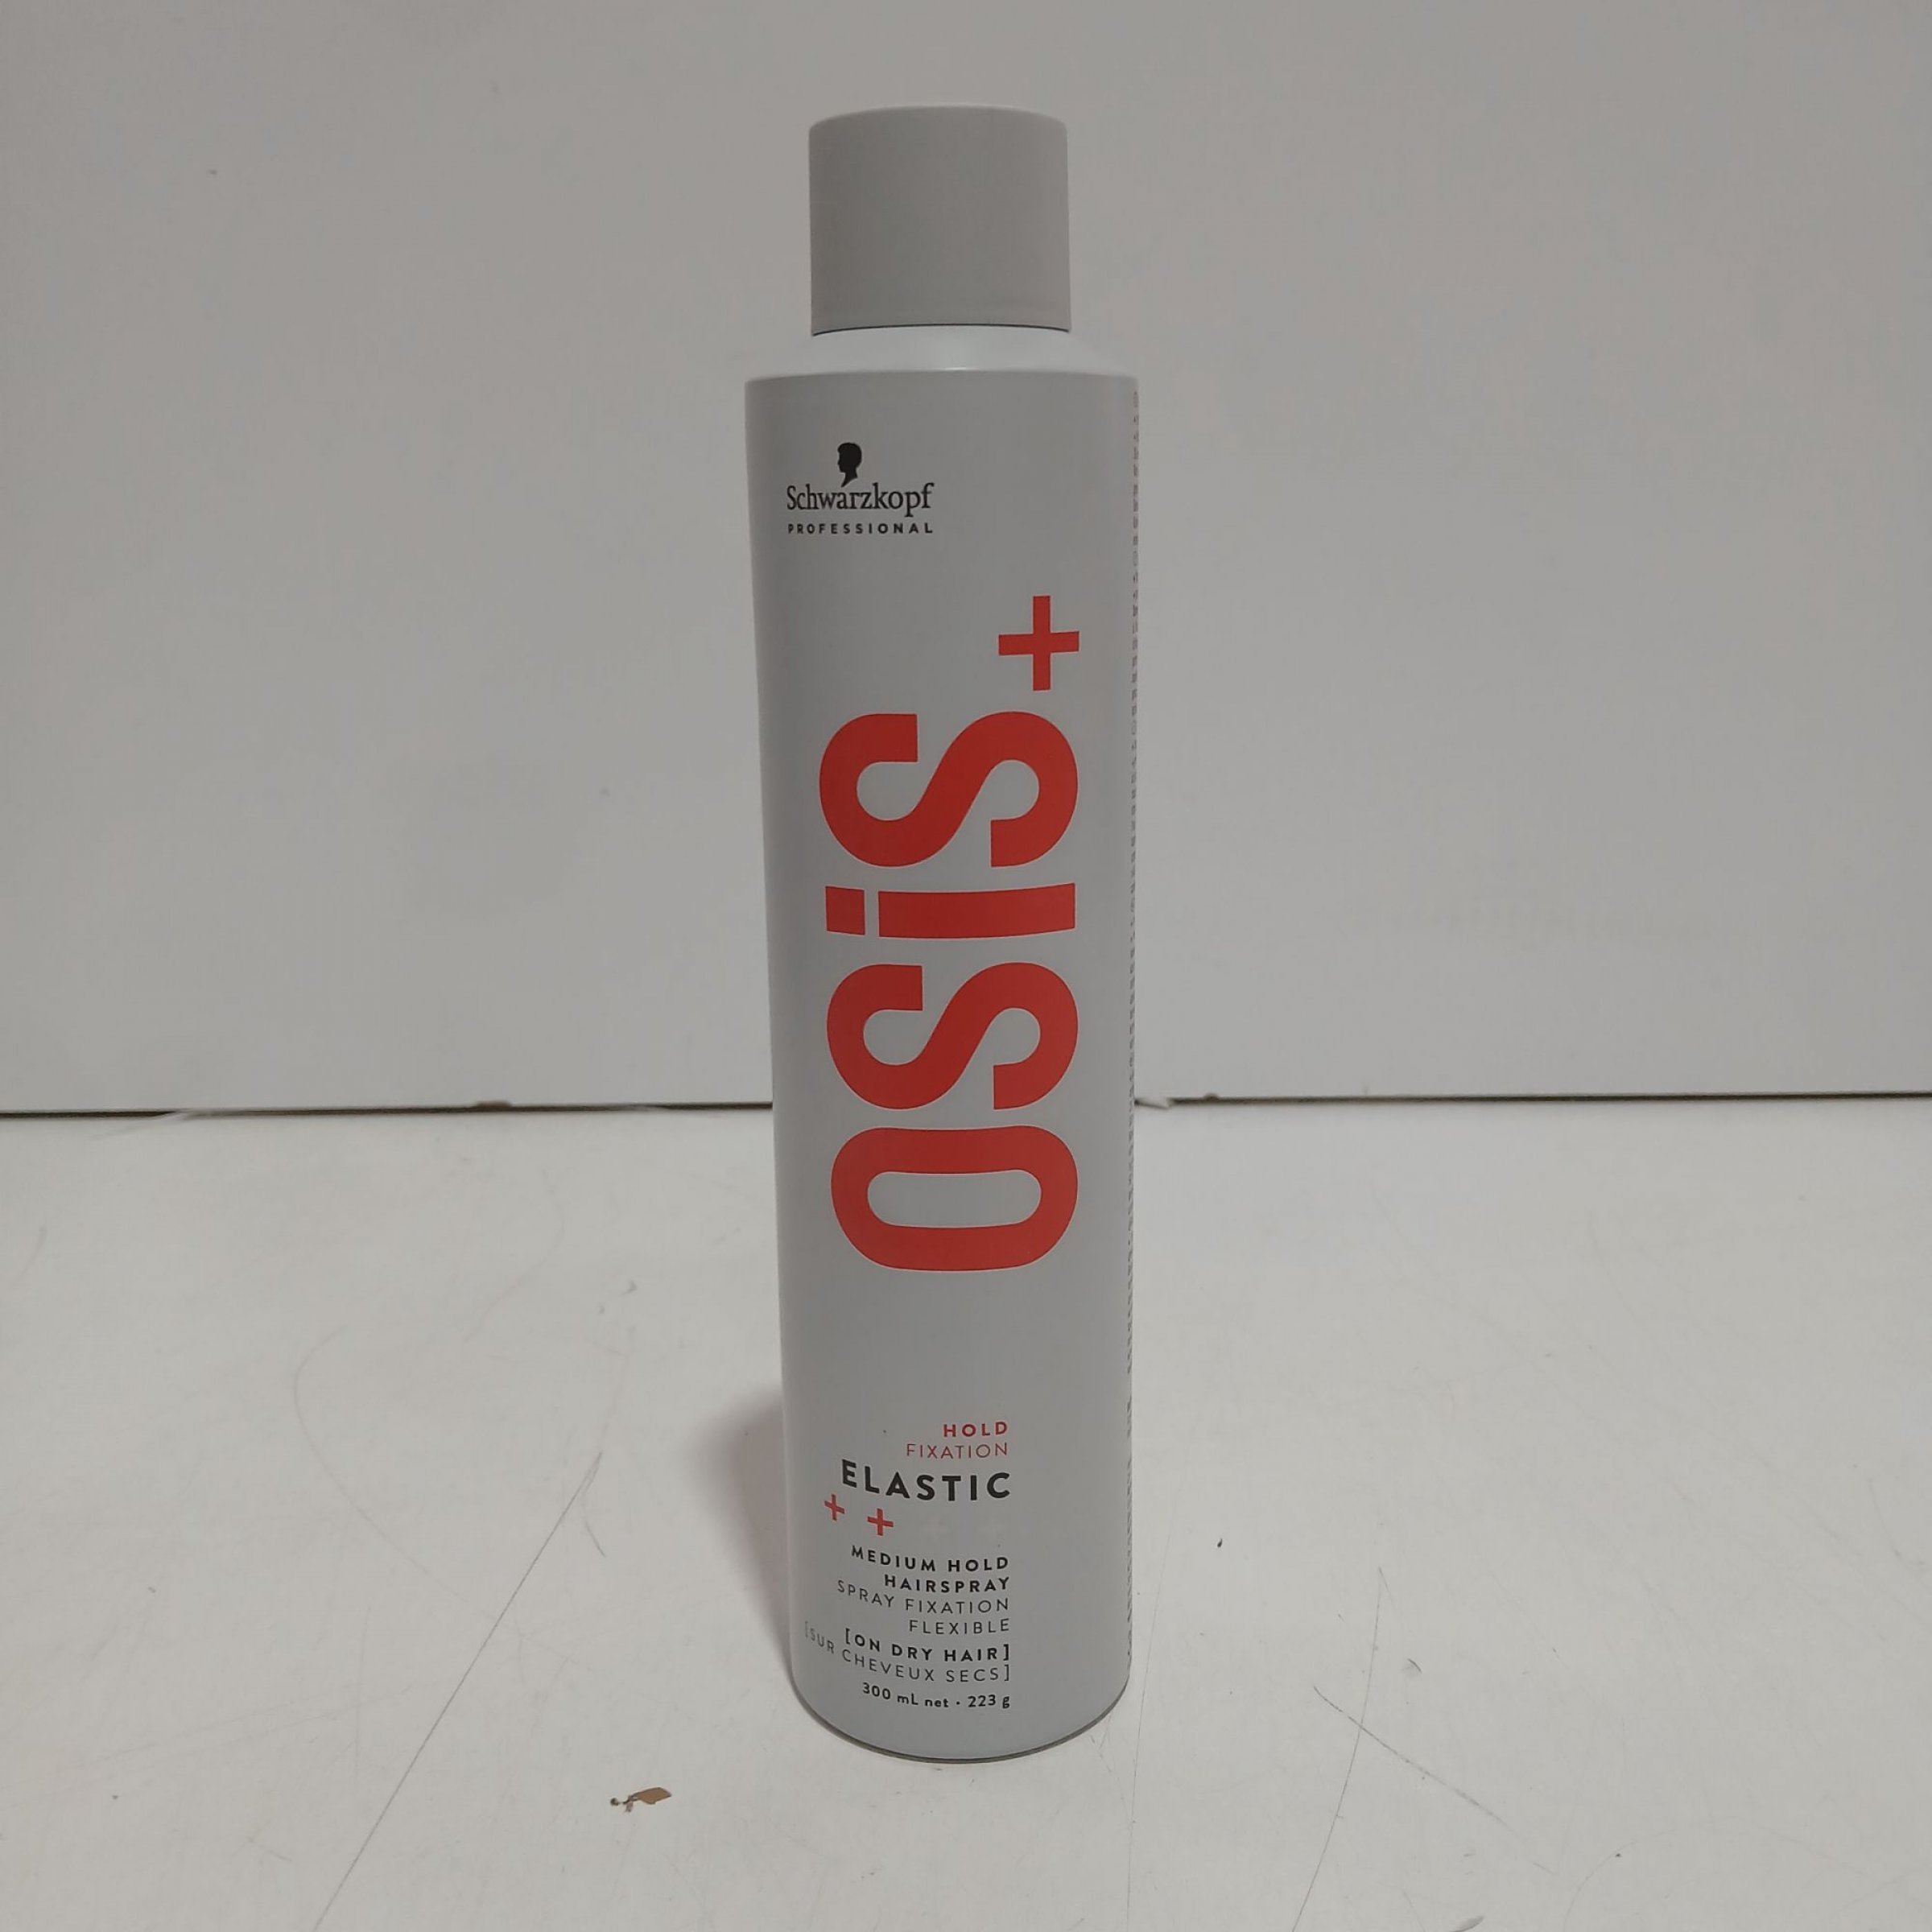 Schwarzkopf
PROFESSIONAL
OSiS+
HOLD
FIXATION
ELASTIC
++
MEDIUM HOLD
HAIRSPRAY
SPRAY FIXATION
FLEXIBLE
[ON DRY HAIR]
[SUR CHEVEUX SECS]
300 mL net · 223 g